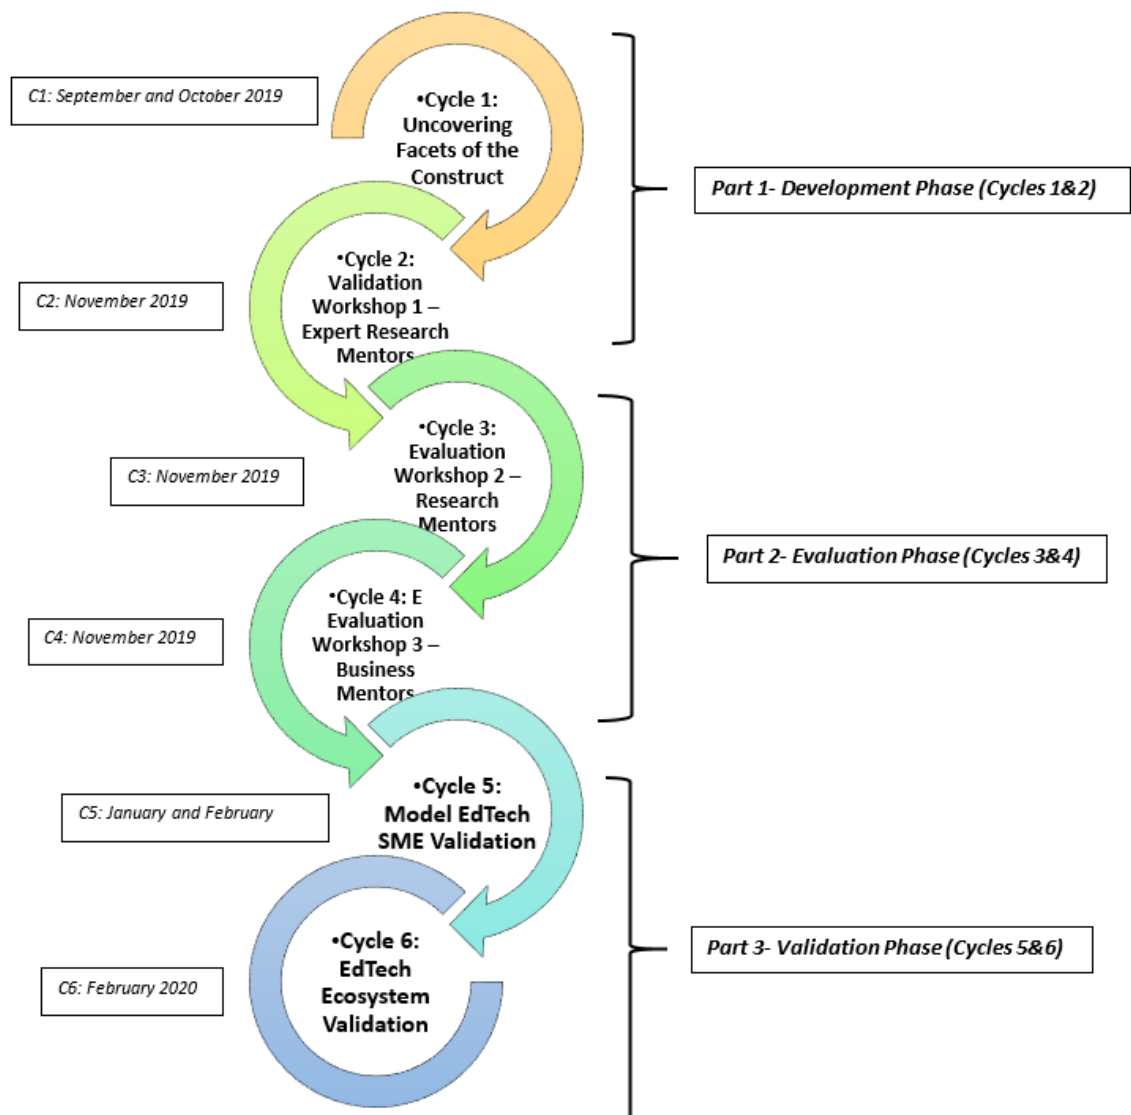 C1: September and October 2019
•Cycle 1:
Uncovering
Facets of the
Construct
Part 1- Development Phase (Cycles 1&2)
C2: November 2019
•Cycle 2:
Validation
Workshop 1 –
Expert Research
Mentors
C3: November 2019
•Cycle 3:
Evaluation
Workshop 2 –
Research
Mentors
Part 2- Evaluation Phase (Cycles 3&4)
C4: November 2019
•Cycle 4: E
Evaluation
Workshop 3 –
Business
Mentors
C5: January and February
•Cycle 5:
Model EdTech
SME Validation
Part 3- Validation Phase (Cycles 5&6)
C6: February 2020
•Cycle 6:
EdTech
Ecosystem
Validation